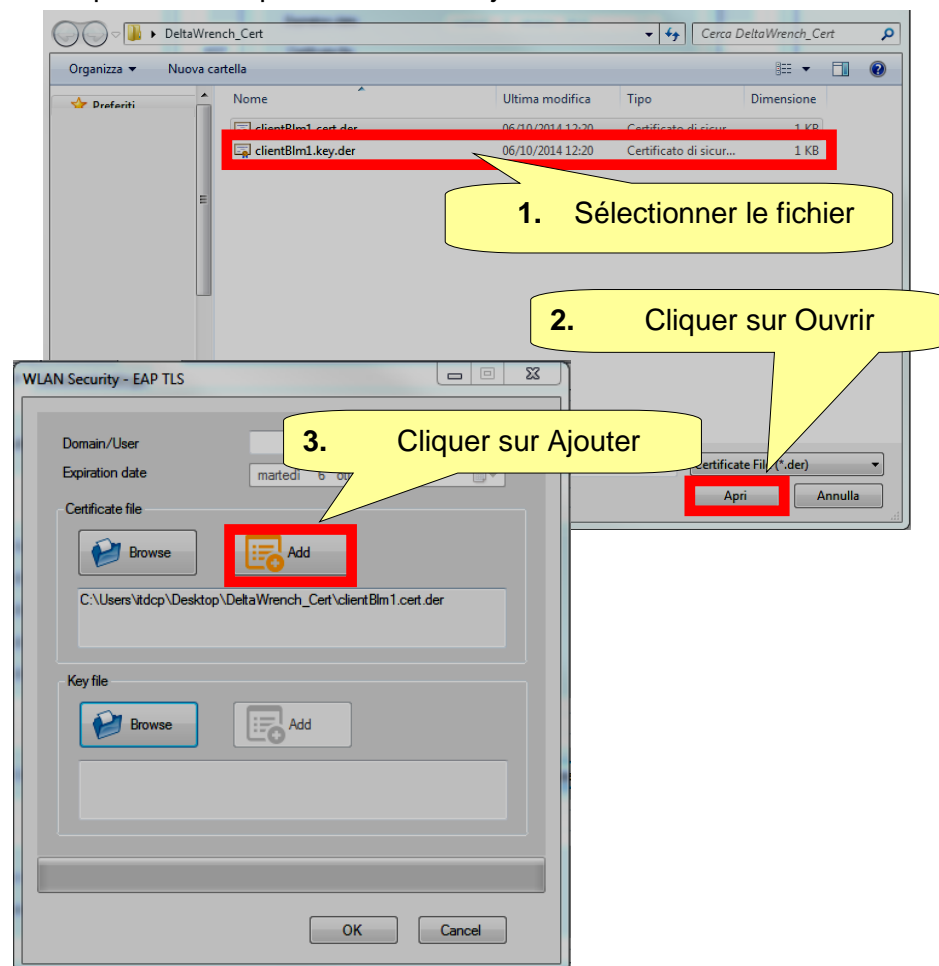 DeltaWrench_Cert
Cerca DeltaWrench_Cert
Organizza
Nuova cartella
Preferiti
Nome
Ultima modifica
Tipo
Dimensione
clientBlm1.cert.der
06/10/2014 12:20
Certificato di sicur...
1 KB
clientBlm1.key.der
06/10/2014 12:20
Certificato di sicur...
1 KB
1. Sélectionner le fichier
2. Cliquer sur Ouvrir
WLAN Security - EAP TLS
3. Cliquer sur Ajouter
Domain/User
Expiration date
martedì 6
Certificate File (*.der)
Apri
Annulla
Certificate file
Browse
Add
C:\Users\itdcp\Desktop\DeltaWrench_Cert\clientBlm1.cert.der
Key file
Browse
Add
OK
Cancel